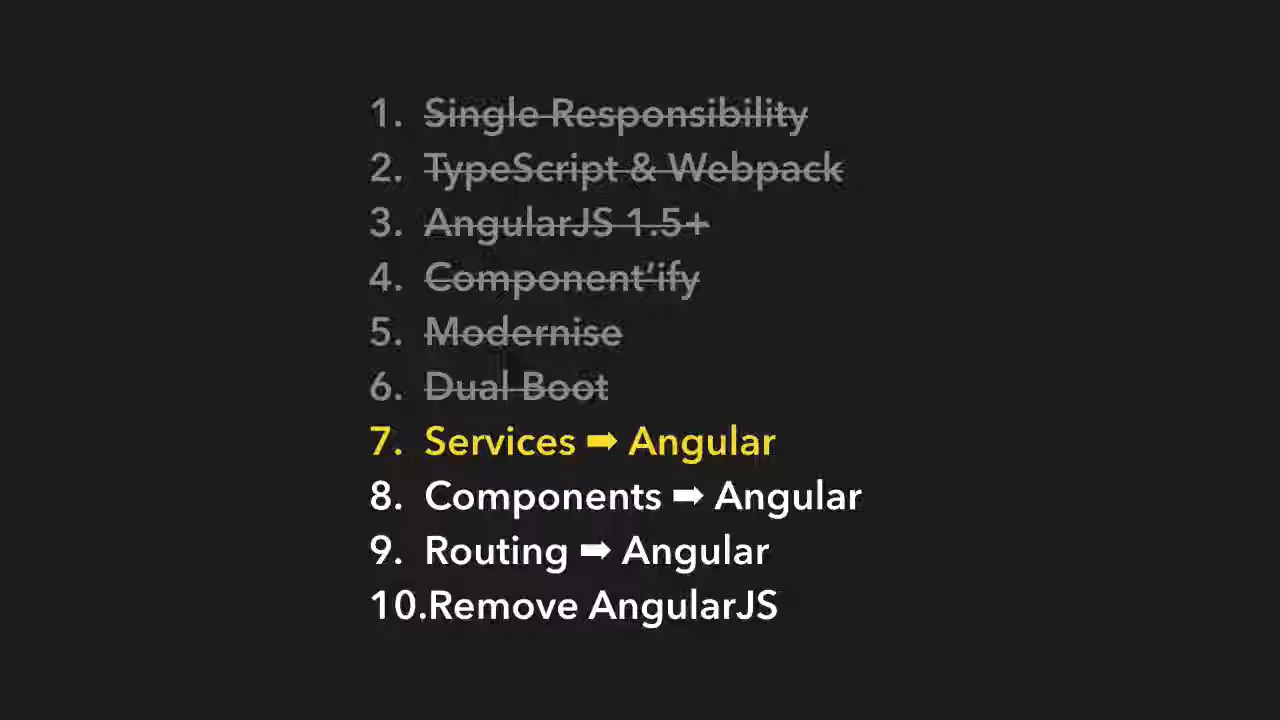 1. Single Responsibility
2. TypeScript & Webpack
3. AngularJS 1.5+
4. Component’ify
5. Modernise
6. Dual Boot
7. Services ➡ Angular
8. Components ➡ Angular
9. Routing ➡ Angular
10.Remove AngularJS